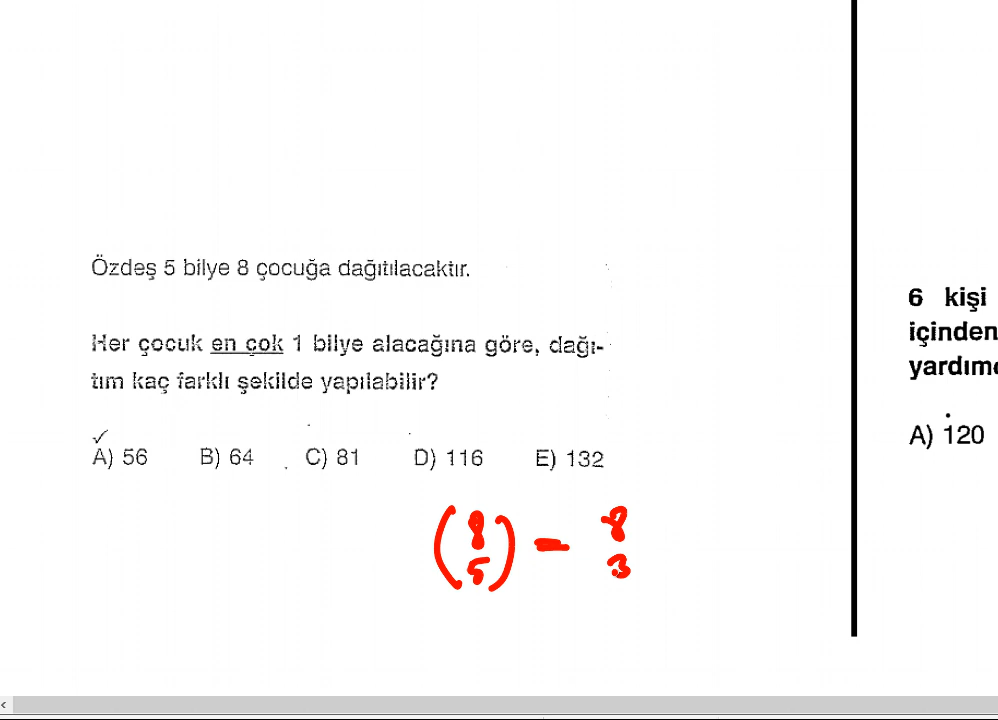 Özdeş 5 bilye 8 çocuğa dağıtılacaktır.
Her çocuk en çok 1 bilye alacağına göre, dağı-
tım kaç farklı şekilde yapılabilir?
A) 56 B) 64 C) 81 D) 116 E) 132
(8
5) - 8
3
6 kişi
içinden
yardım
A) 120